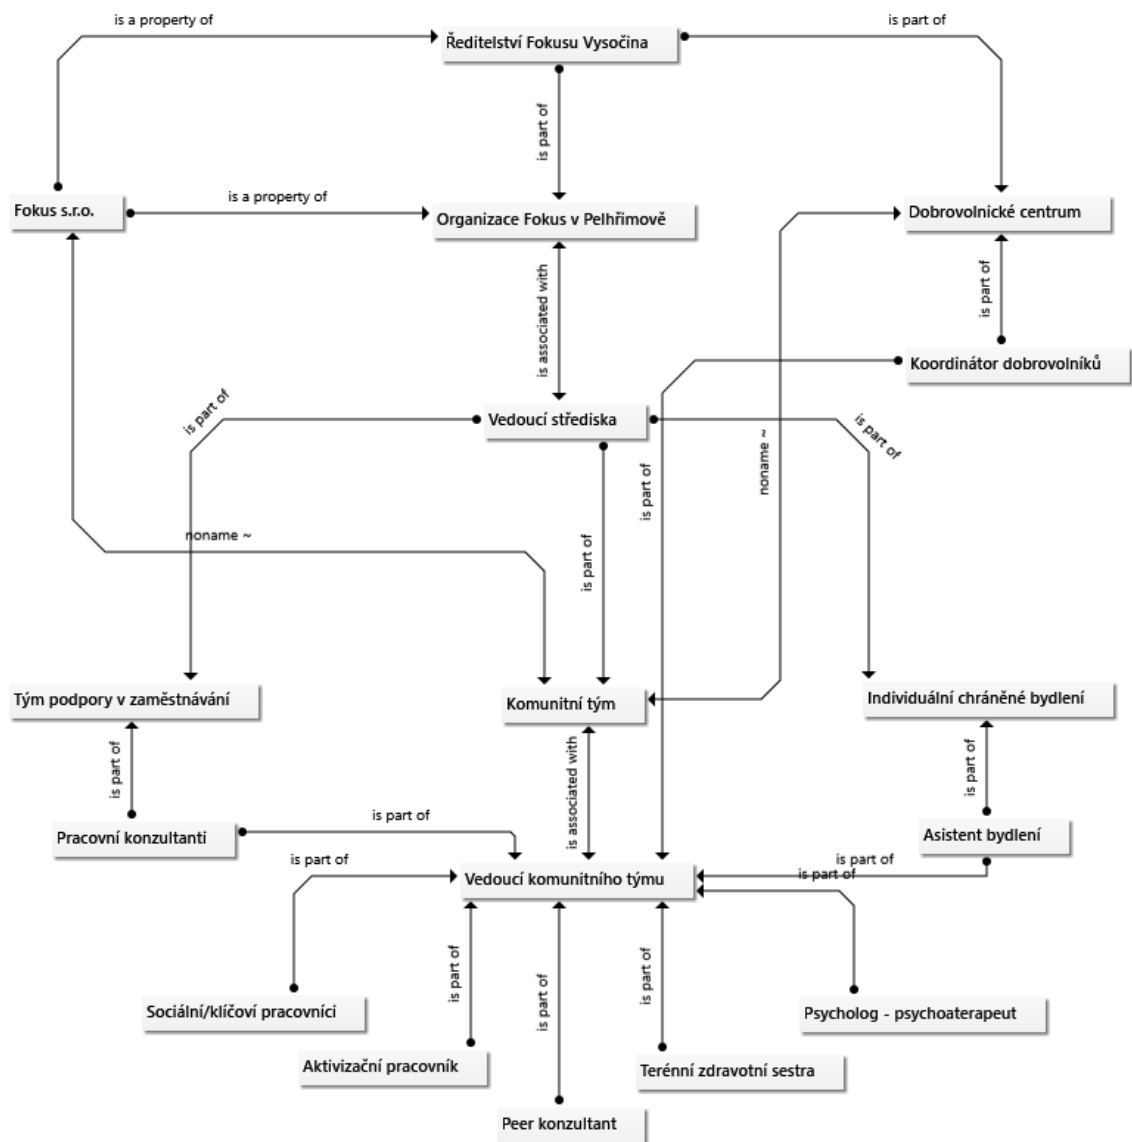 is a property of
is part of
Ředitelství Fokusu Vysočina
is part of
Fokus s.r.o.
is a property of
Organizace Fokus v Pelhřimově
Dobrovolnické centrum
is part of
is associated with
Koordinátor dobrovolníků
is part of
Vedoucí střediska
is part of
noname ~
is part of
noname ~
is part of
Tým podpory v zaměstnávání
Komunitní tým
Individuální chráněné bydlení
is part of
is associated with
is part of
is part of
Pracovní konzultanti
Asistent bydlení
is part of
is part of
is part of
Vedoucí komunitního týmu
is part of
is part of
is part of
Sociální/klíčoví pracovníci
Psycholog - psychoaterapeut
Aktivizační pracovník
Terénní zdravotní sestra
Peer konzultant